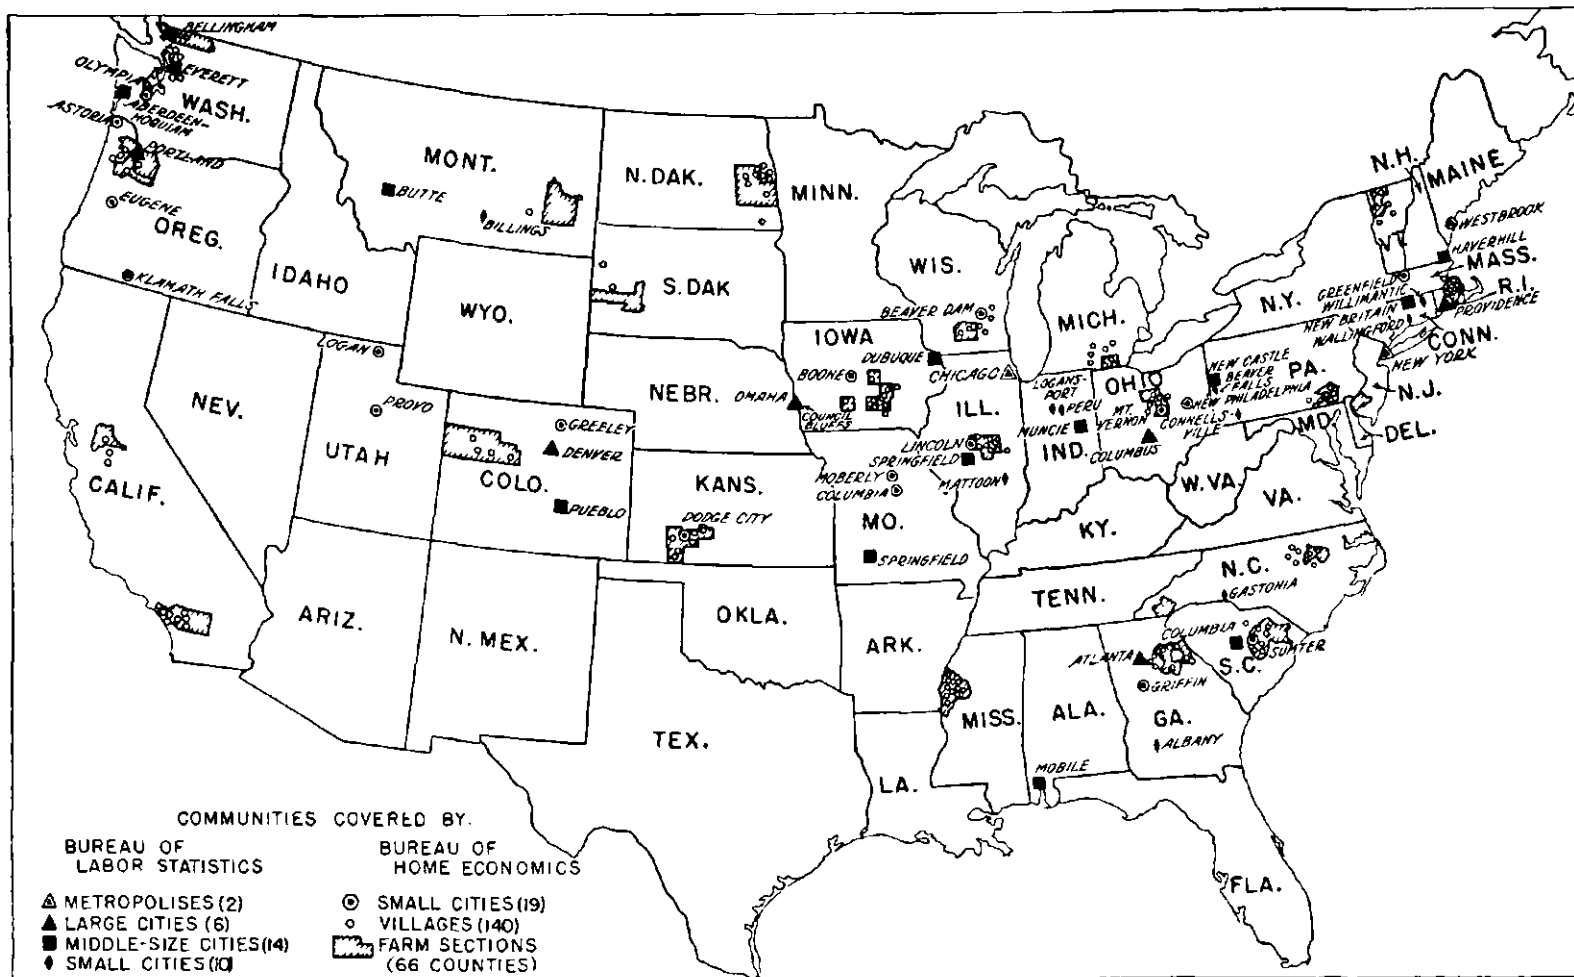 BELLINGHAM
EVERETT
OLYMPIA
WASH.
ABERDEEN-
HOQUIAM
ASTORIA
PORTLAND
EUGENE
OREG.
KLAMATH FALLS
IDAHO
MONT.
BUTTE
BILLINGS
N.DAK.
S.DAK
MINN.
WYO.
NEBR.
OMAHA
WIS.
BEAVER DAM
IOWA
DUBUQUE
BOONE
COUNCIL
BLUFFS
CHICAGO
MICH.
N.H.
MAINE
VT.
WESTBROOK
HAVERHILL
MASS.
GREENFIELD
WILLIMANTIC
R.I.
N.Y.
NEW BRITAIN
PROVIDENCE
WALLINGFORD
CONN.
NEW YORK
NEW CASTLE
BEAVER
FALLS
PA.
NEW PHILADELPHIA
N.J.
MD.
DEL.
CONNELLS-
VILLE
OHIO
MT.
VERNON
COLUMBUS
LOGANS-
PORT
PERU
MUNCIE
IND.
ILL.
LINCOLN
SPRINGFIELD
MATTOON
MOBERLY
COLUMBIA
MO.
SPRINGFIELD
LOGAN
NEV.
PROVO
UTAH
GREELEY
DENVER
COLO.
PUEBLO
KANS.
DODGE CITY
CALIF.
ARIZ.
N. MEX.
OKLA.
TEX.
ARK.
LA.
MISS.
ALA.
MOBILE
TENN.
KY.
W.VA.
VA.
N.C.
GASTONIA
COLUMBIA
SUMTER
S.C.
ATLANTA
GRIFFIN
GA.
ALBANY
FLA.
COMMUNITIES COVERED BY.
BUREAU OF
LABOR STATISTICS
METROPOLISES (2)
LARGE CITIES (6)
MIDDLE-SIZE CITIES (14)
SMALL CITIES (10)
BUREAU OF
HOME ECONOMICS
SMALL CITIES (19)
VILLAGES (140)
FARM SECTIONS
(66 COUNTIES)